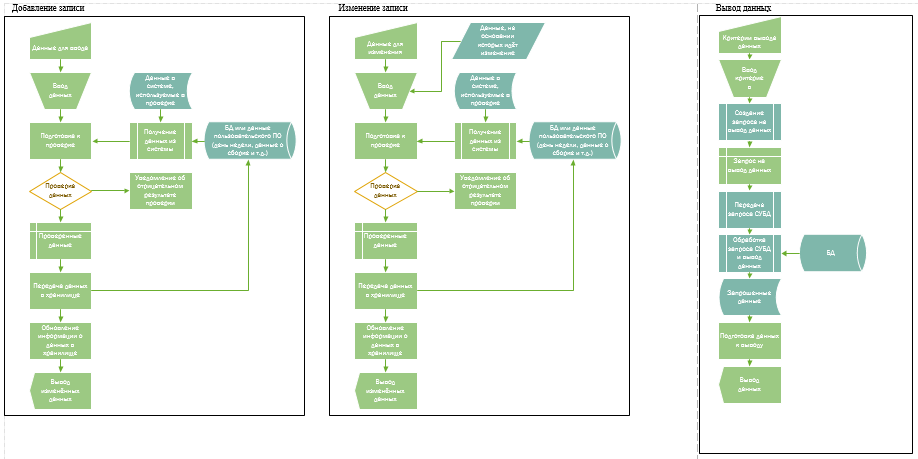 Добавление записи
Данные для ввода
Ввод
данных
Данные о
системе,
используемые в
проверке
Подготовка к
проверке
Получение
данных из
системы
БД или данные
пользовательского ПО
(день недели, данные о
сборке и т.д.)
Проверка
данных
Уведомление об
отрицательном
результате
проверки
Проверенные
данные
Передача данных
в хранилище
Обновление
информации о
данных в
хранилище
Вывод
изменённых
данных
Изменение записи
Данные для
изменения
Данные, на
основании
которых идёт
изменение
Ввод
данных
Данные о
системе,
используемые в
проверке
Подготовка к
проверке
Получение
данных из
системы
БД или данные
пользовательского ПО
(день недели, данные о
сборке и т.д.)
Проверка
данных
Уведомление об
отрицательном
результате
проверки
Проверенные
данные
Передача данных
в хранилище
Обновление
информации о
данных в
хранилище
Вывод
изменённых
данных
Вывод данных
Критерии вывода
данных
Ввод
критерие
в
Создание
запроса на
вывод данных
Запрос на
вывод данных
Передача
запроса СУБД
Обработка
запроса СУБД
и вывод
данных
БД
Запрошенные
данные
Подготовка данных
к выводу
Вывод
данных